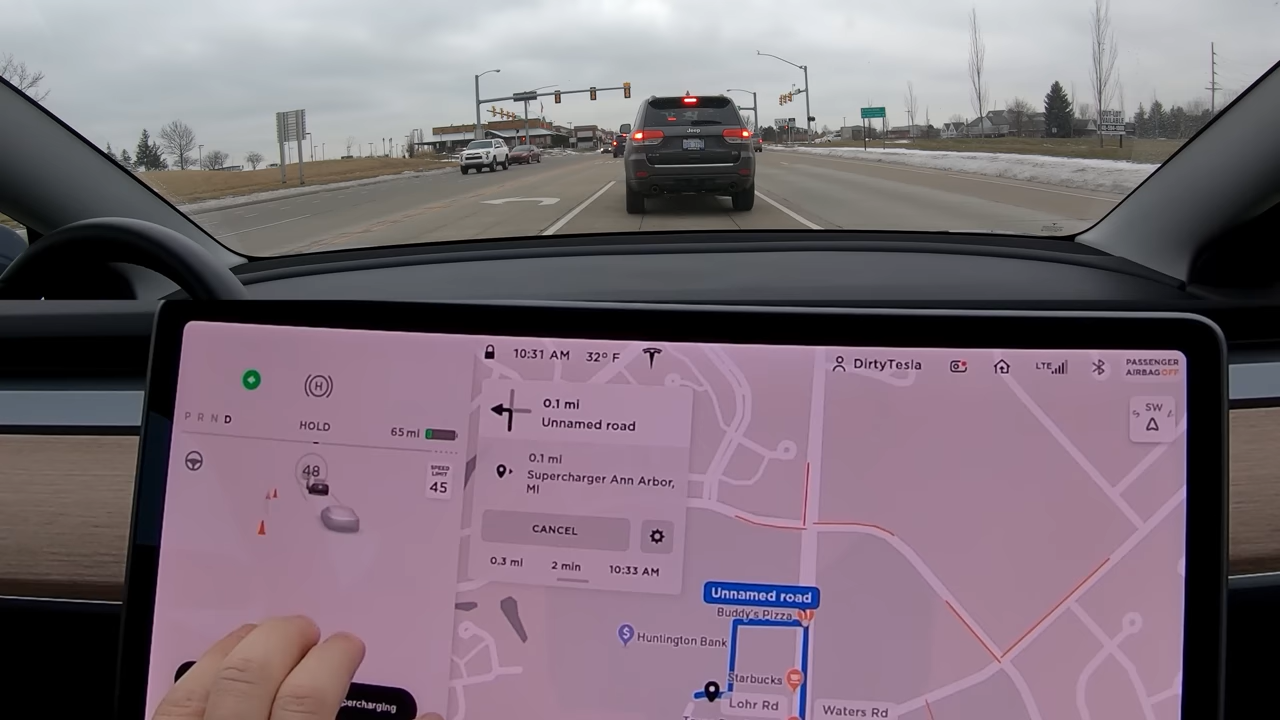 Jeep
10:31 AM 32° F
DirtyTesla
LTE
PASSENGER
AIRBAG OFF
H
P R N D
HOLD
65 mi
48
SPEED
LIMIT
45
0.1 mi
Unnamed road
0.1 mi
Supercharger Ann Arbor,
MI
CANCEL
0.3 mi 2 min 10:33 AM
SW
Unnamed road
Buddy's Pizza
Huntington Bank
Starbucks
Lohr Rd
Waters Rd
percharging